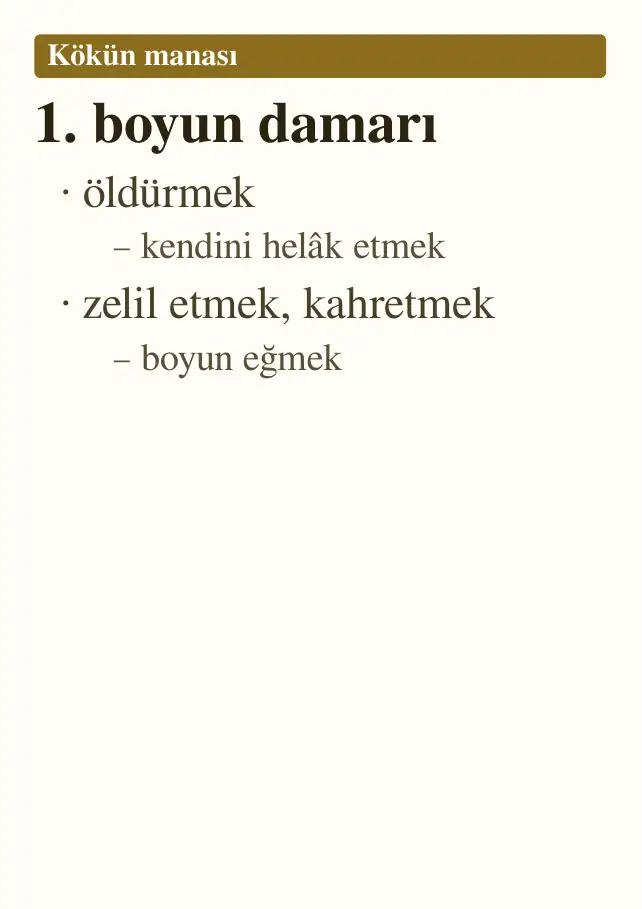 Kökün manası
1. boyun damarı
· öldürmek
– kendini helâk etmek
· zelil etmek, kahretmek
– boyun eğmek